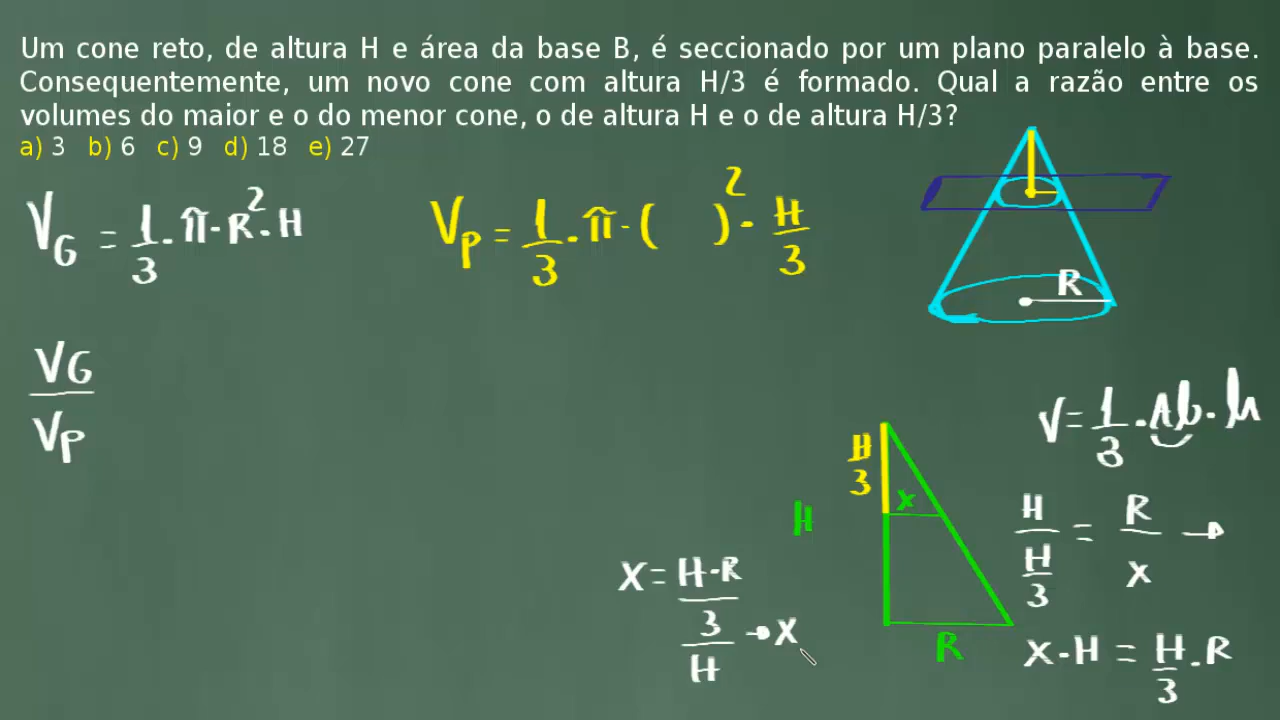 Um cone reto, de altura H e área da base B, é seccionado por um plano paralelo à base.
Consequentemente, um novo cone com altura H/3 é formado. Qual a razão entre os
volumes do maior e o do menor cone, o de altura H e o de altura H/3?
a) 3 b) 6 c) 9 d) 18 e) 27
V_G = 1/3 · π · R² · H
V_P = 1/3 · π · ( )² · H/3
R
VG/VP
V = 1/3 · Ab · h
H/3
x
H
R
H/(H/3) = R/x →
x · H = H/3 · R
x = (H · R/3)/H → x